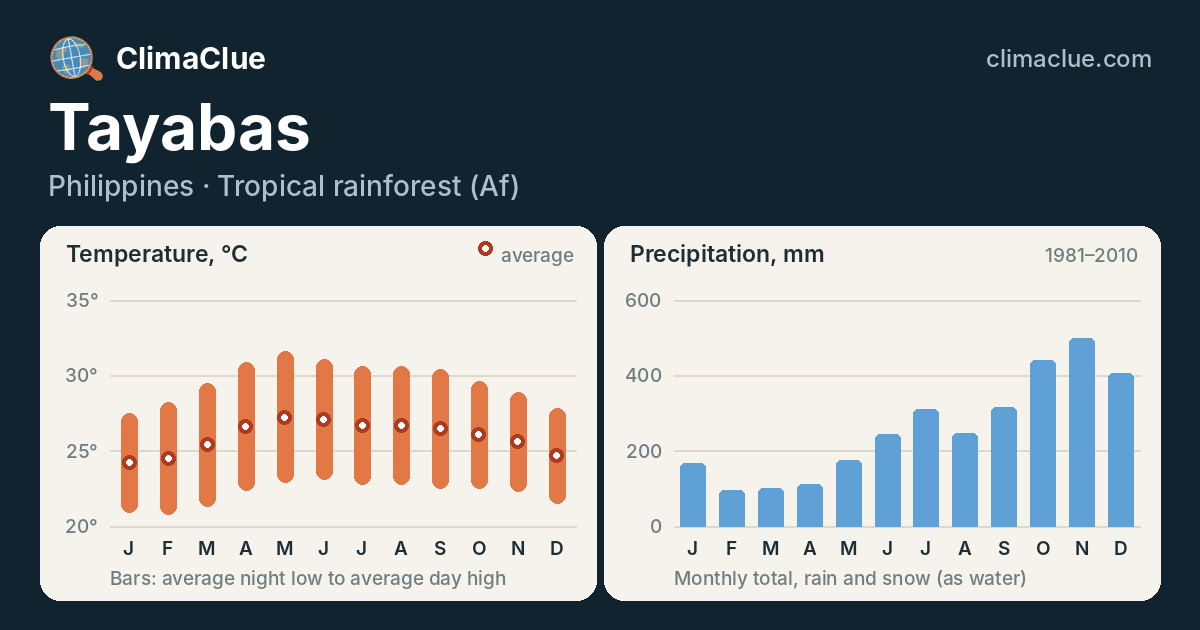 ClimaClue
climaclue.com
Tayabas
Philippines · Tropical rainforest (Af)
Temperature, °C
average
35°
30°
25°
20°
J F M A M J J A S O N D
Bars: average night low to average day high
Precipitation, mm
1981–2010
600
400
200
0
J F M A M J J A S O N D
Monthly total, rain and snow (as water)